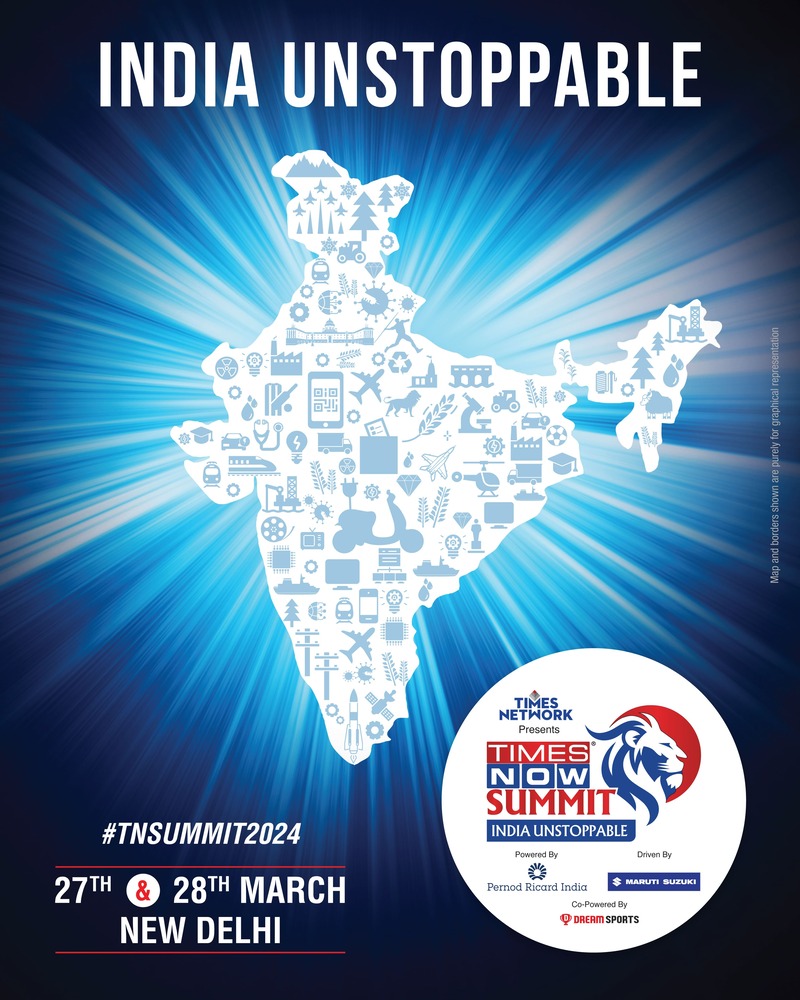 INDIA UNSTOPPABLE
Map and borders shown are purely for graphical representation
#TNSUMMIT2024
27TH & 28TH MARCH
NEW DELHI
TIMES
NETWORK
Presents
TIMES®
NOW
SUMMIT
INDIA UNSTOPPABLE
Powered By
Pernod Ricard India
Driven By
MARUTI SUZUKI
Co-Powered By
DREAM SPORTS